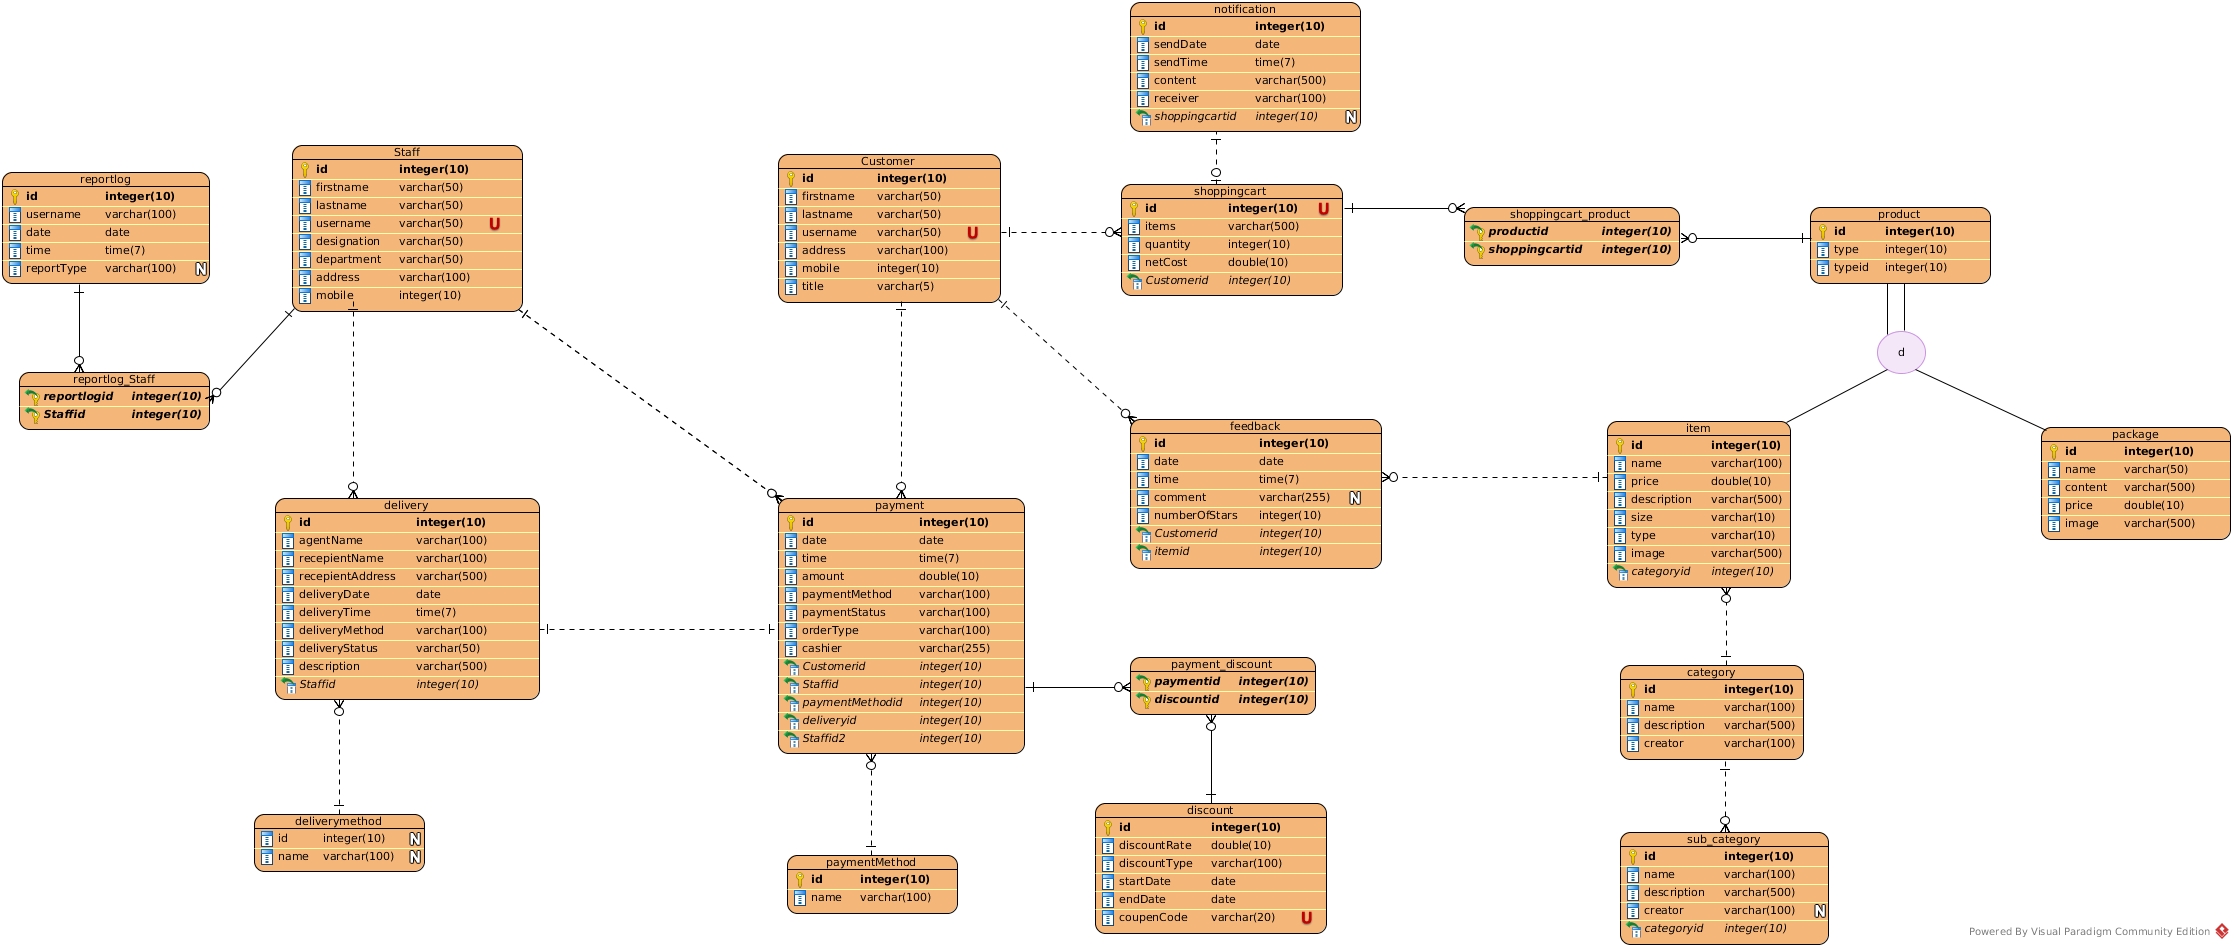 notification
id integer(10)
sendDate date
sendTime time(7)
content varchar(500)
receiver varchar(100)
shoppingcartid integer(10) N
Staff
id integer(10)
firstname varchar(50)
lastname varchar(50)
username varchar(50) U
designation varchar(50)
department varchar(50)
address varchar(100)
mobile integer(10)
Customer
id integer(10)
firstname varchar(50)
lastname varchar(50)
username varchar(50) U
address varchar(100)
mobile integer(10)
title varchar(5)
reportlog
id integer(10)
username varchar(100)
date date
time time(7)
reportType varchar(100) N
shoppingcart
id integer(10) U
items varchar(500)
quantity integer(10)
netCost double(10)
Customerid integer(10)
shoppingcart_product
productid integer(10)
shoppingcartid integer(10)
product
id integer(10)
type integer(10)
typeid integer(10)
d
reportlog_Staff
reportlogid integer(10)
Staffid integer(10)
feedback
id integer(10)
date date
time time(7)
comment varchar(255) N
numberOfStars integer(10)
Customerid integer(10)
itemid integer(10)
item
id integer(10)
name varchar(100)
price double(10)
description varchar(500)
size varchar(10)
type varchar(10)
image varchar(500)
categoryid integer(10)
package
id integer(10)
name varchar(50)
content varchar(500)
price double(10)
image varchar(500)
delivery
id integer(10)
agentName varchar(100)
recepientName varchar(100)
recepientAddress varchar(500)
deliveryDate date
deliveryTime time(7)
deliveryMethod varchar(100)
deliveryStatus varchar(50)
description varchar(500)
Staffid integer(10)
payment
id integer(10)
date date
time time(7)
amount double(10)
paymentMethod varchar(100)
paymentStatus varchar(100)
orderType varchar(100)
cashier varchar(255)
Customerid integer(10)
Staffid integer(10)
paymentMethodid integer(10)
deliveryid integer(10)
Staffid2 integer(10)
payment_discount
paymentid integer(10)
discountid integer(10)
category
id integer(10)
name varchar(100)
description varchar(500)
creator varchar(100)
deliverymethod
id integer(10) N
name varchar(100) N
paymentMethod
id integer(10)
name varchar(100)
discount
id integer(10)
discountRate double(10)
discountType varchar(100)
startDate date
endDate date
coupenCode varchar(20) U
sub_category
id integer(10)
name varchar(100)
description varchar(500)
creator varchar(100) N
categoryid integer(10)
Powered By Visual Paradigm Community Edition